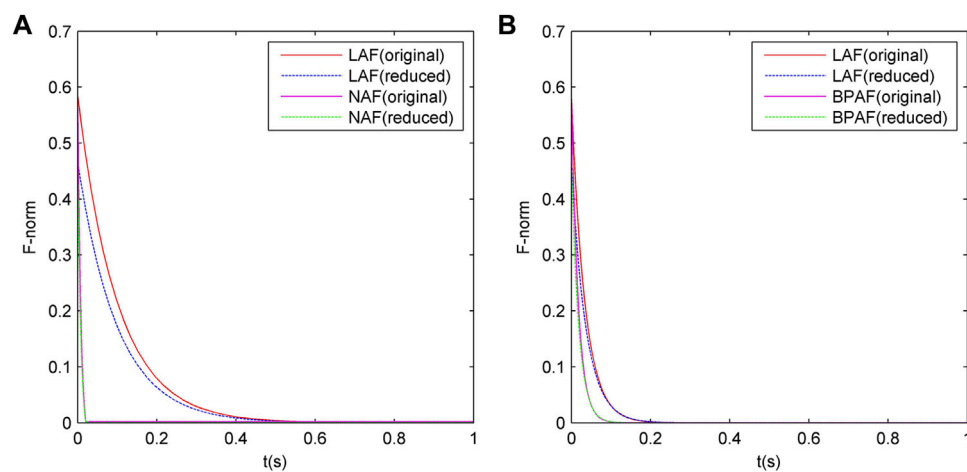 A
0.7
0.6
0.5
0.4
0.3
0.2
0.1
0
F-norm
LAF(original)
LAF(reduced)
NAF(original)
NAF(reduced)
0 0.2 0.4 0.6 0.8 1
t(s)
B
0.7
0.6
0.5
0.4
0.3
0.2
0.1
0
F-norm
LAF(original)
LAF(reduced)
BPAF(original)
BPAF(reduced)
0 0.2 0.4 0.6 0.8 1
t(s)